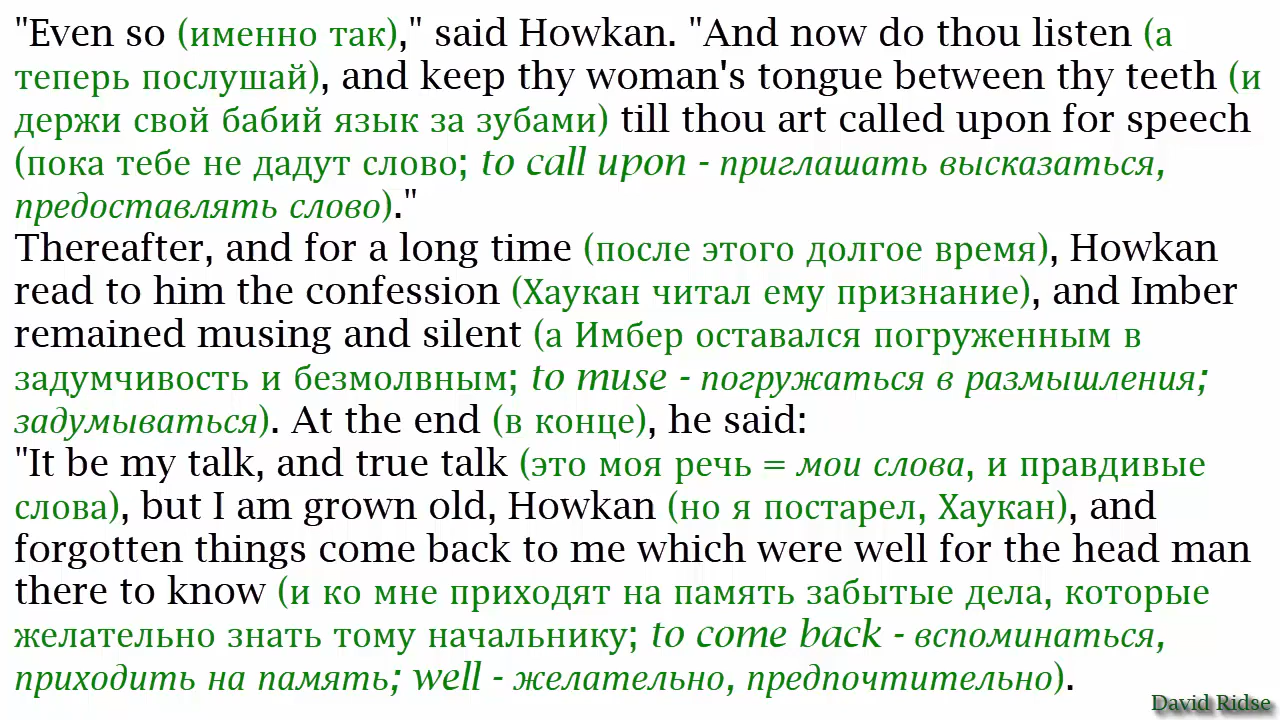 "Even so (именно так)," said Howkan. "And now do thou listen (а
теперь послушай), and keep thy woman's tongue between thy teeth (и
держи свой бабий язык за зубами) till thou art called upon for speech
(пока тебе не дадут слово; to call upon - приглашать высказаться,
предоставлять слово)."
Thereafter, and for a long time (после этого долгое время), Howkan
read to him the confession (Хаукан читал ему признание), and Imber
remained musing and silent (а Имбер оставался погруженным в
задумчивость и безмолвным; to muse - погружаться в размышления;
задумываться). At the end (в конце), he said:
"It be my talk, and true talk (это моя речь = мои слова, и правдивые
слова), but I am grown old, Howkan (но я постарел, Хаукан), and
forgotten things come back to me which were well for the head man
there to know (и ко мне приходят на память забытые дела, которые
желательно знать тому начальнику; to come back - вспоминаться,
приходить на память; well - желательно, предпочтительно).
David Ridse